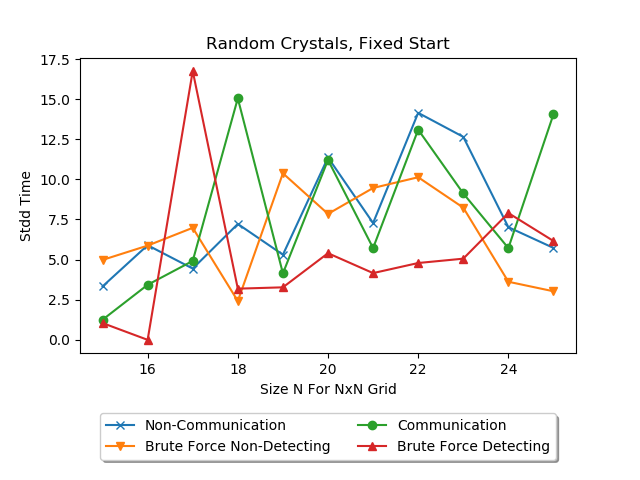 Random Crystals, Fixed Start
17.5
15.0
12.5
10.0
7.5
5.0
2.5
0.0
Stdd Time
16 18 20 22 24
Size N For NxN Grid
Non-Communication Communication
Brute Force Non-Detecting Brute Force Detecting